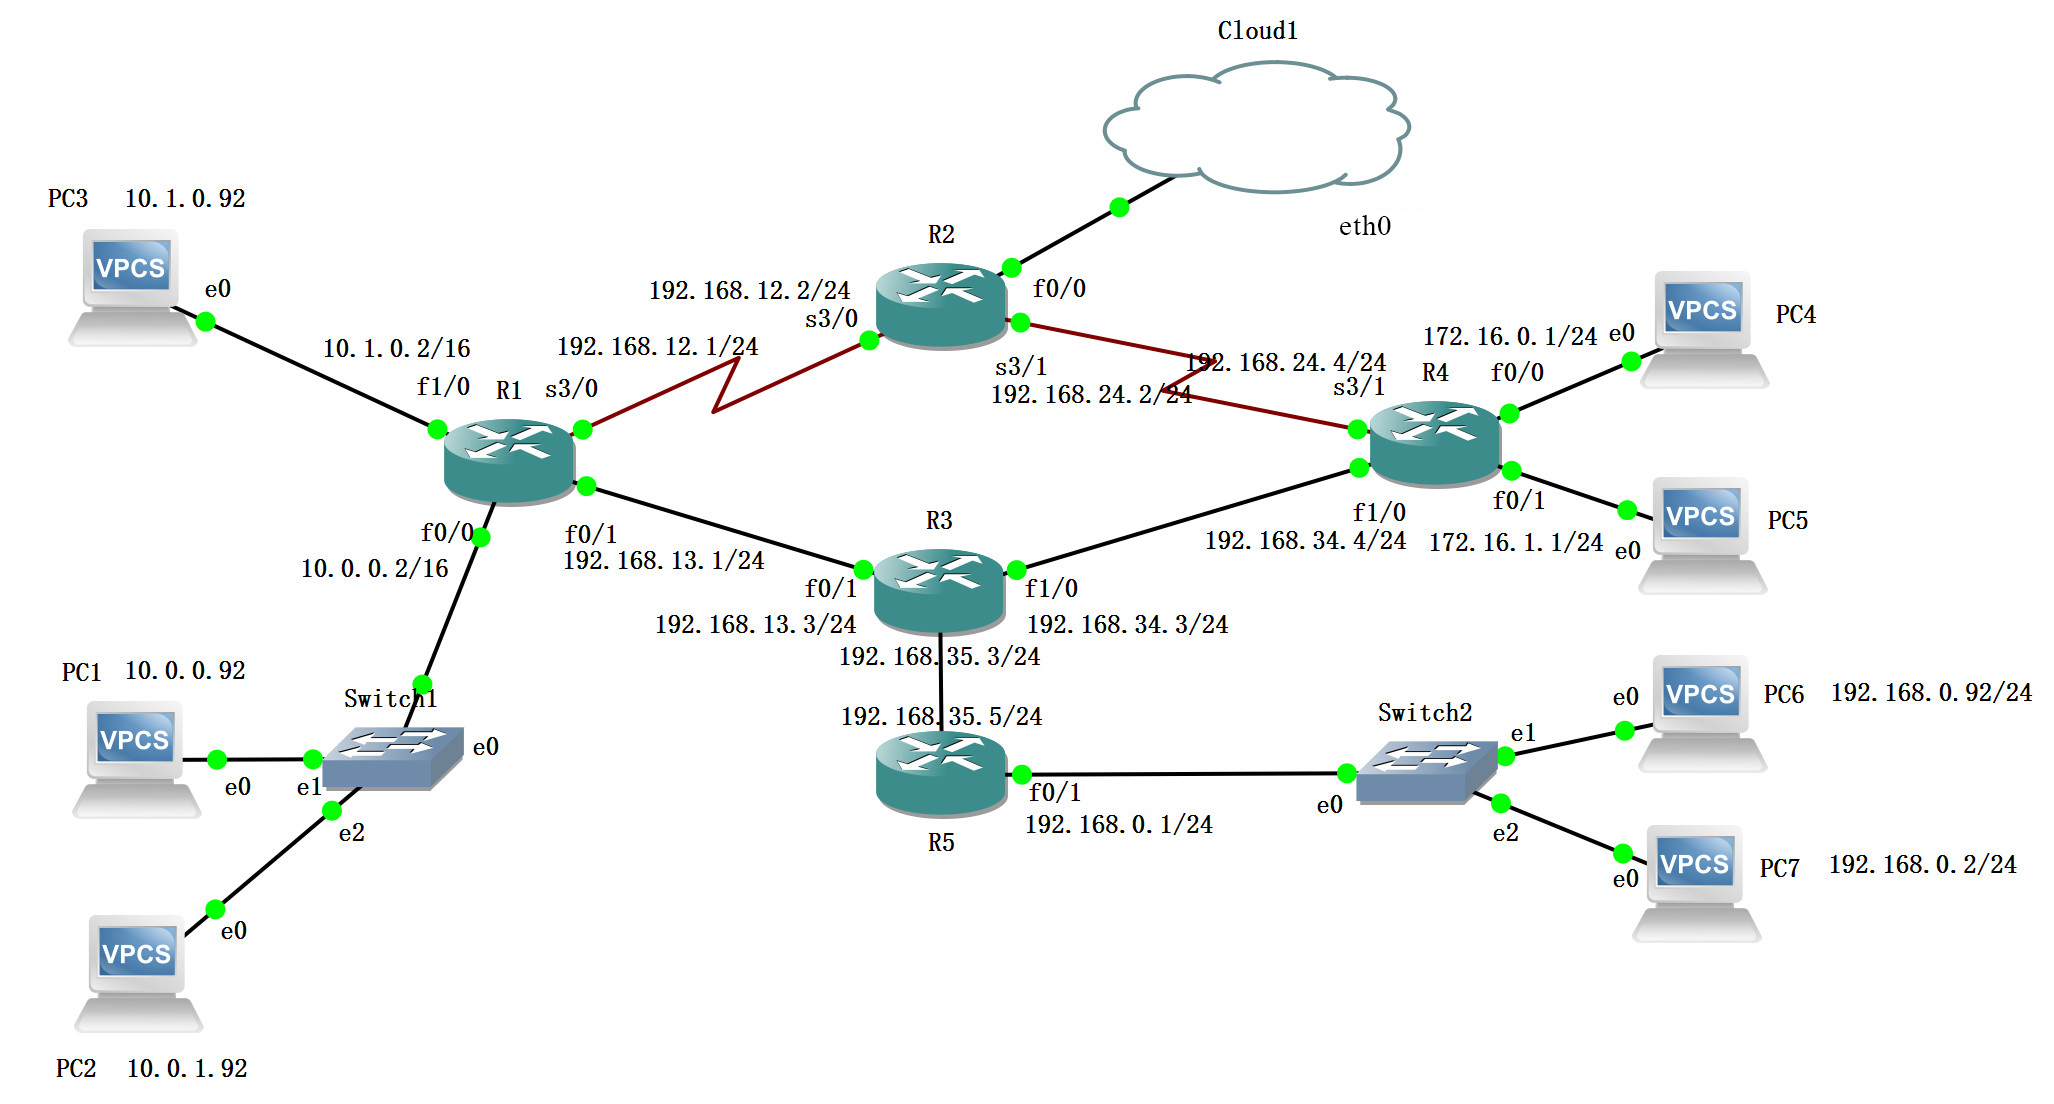 Cloud1
eth0
PC3 10.1.0.92
VPCS
e0
R2
192.168.12.2/24
s3/0
f0/0
192.168.12.1/24
10.1.0.2/16
f1/0
R1
s3/0
s3/1
192.168.24.2/24
192.168.24.4/24
s3/1
R4
172.16.0.1/24
e0
f0/0
VPCS
PC4
f0/0
10.0.0.2/16
f0/1
192.168.13.1/24
R3
f0/1
192.168.13.3/24
f1/0
192.168.34.3/24
192.168.35.3/24
f1/0
192.168.34.4/24
f0/1
172.16.1.1/24
e0
VPCS
PC5
PC1 10.0.0.92
VPCS
Switch1
e0
e0
e1
e2
192.168.35.5/24
R5
f0/1
192.168.0.1/24
Switch2
e0
e1
e2
e0
VPCS
PC6 192.168.0.92/24
e0
VPCS
PC7 192.168.0.2/24
e0
VPCS
PC2 10.0.1.92